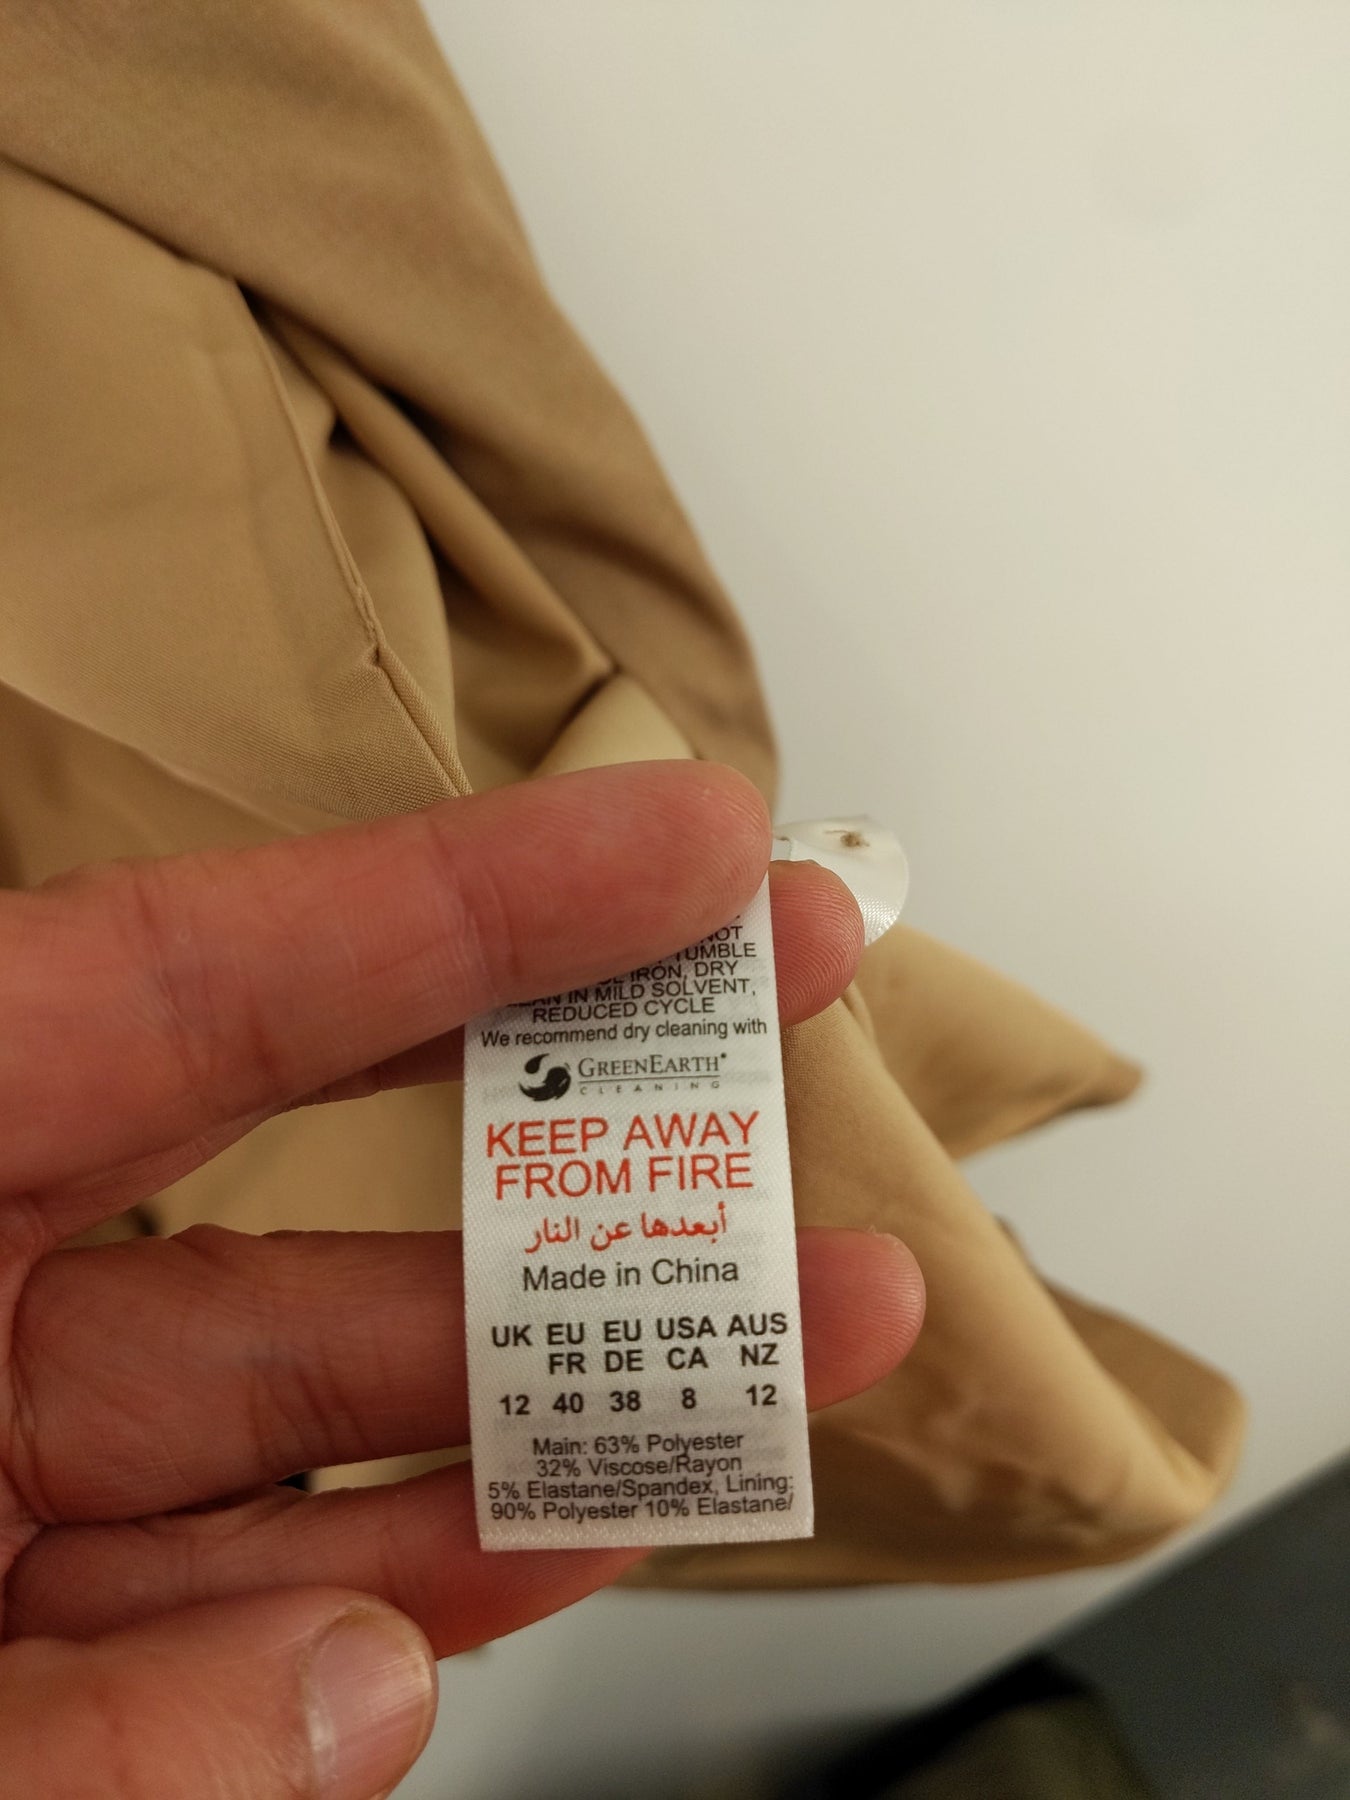 NOT
TUMBLE
IRON, DRY
IN MILD SOLVENT,
REDUCED CYCLE
We recommend dry cleaning with
GREENEARTH
CLEANING
KEEP AWAY
FROM FIRE
أبعدها عن النار
Made in China
UK EU EU USA AUS
FR DE CA NZ
12 40 38 8 12
Main: 63% Polyester
32% Viscose/Rayon
5% Elastane/Spandex, Lining:
90% Polyester 10% Elastane/